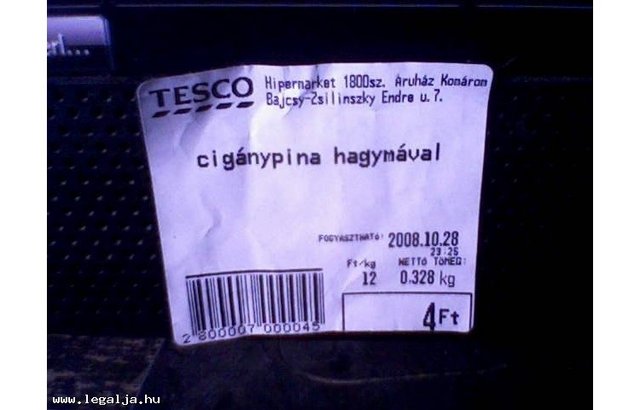 erl...
TESCO Hipermarket 1800sz. Áruház Komárom
Bajcsy-Zsilinszky Endre u. 7.
cigánypina hagymával
FOGYASZTHATÓ: 2008.10.28
23:25
Ft/kg NETTÓ TÖMEG:
12 0.328 kg
4Ft
2 800007 000045
www.legalja.hu